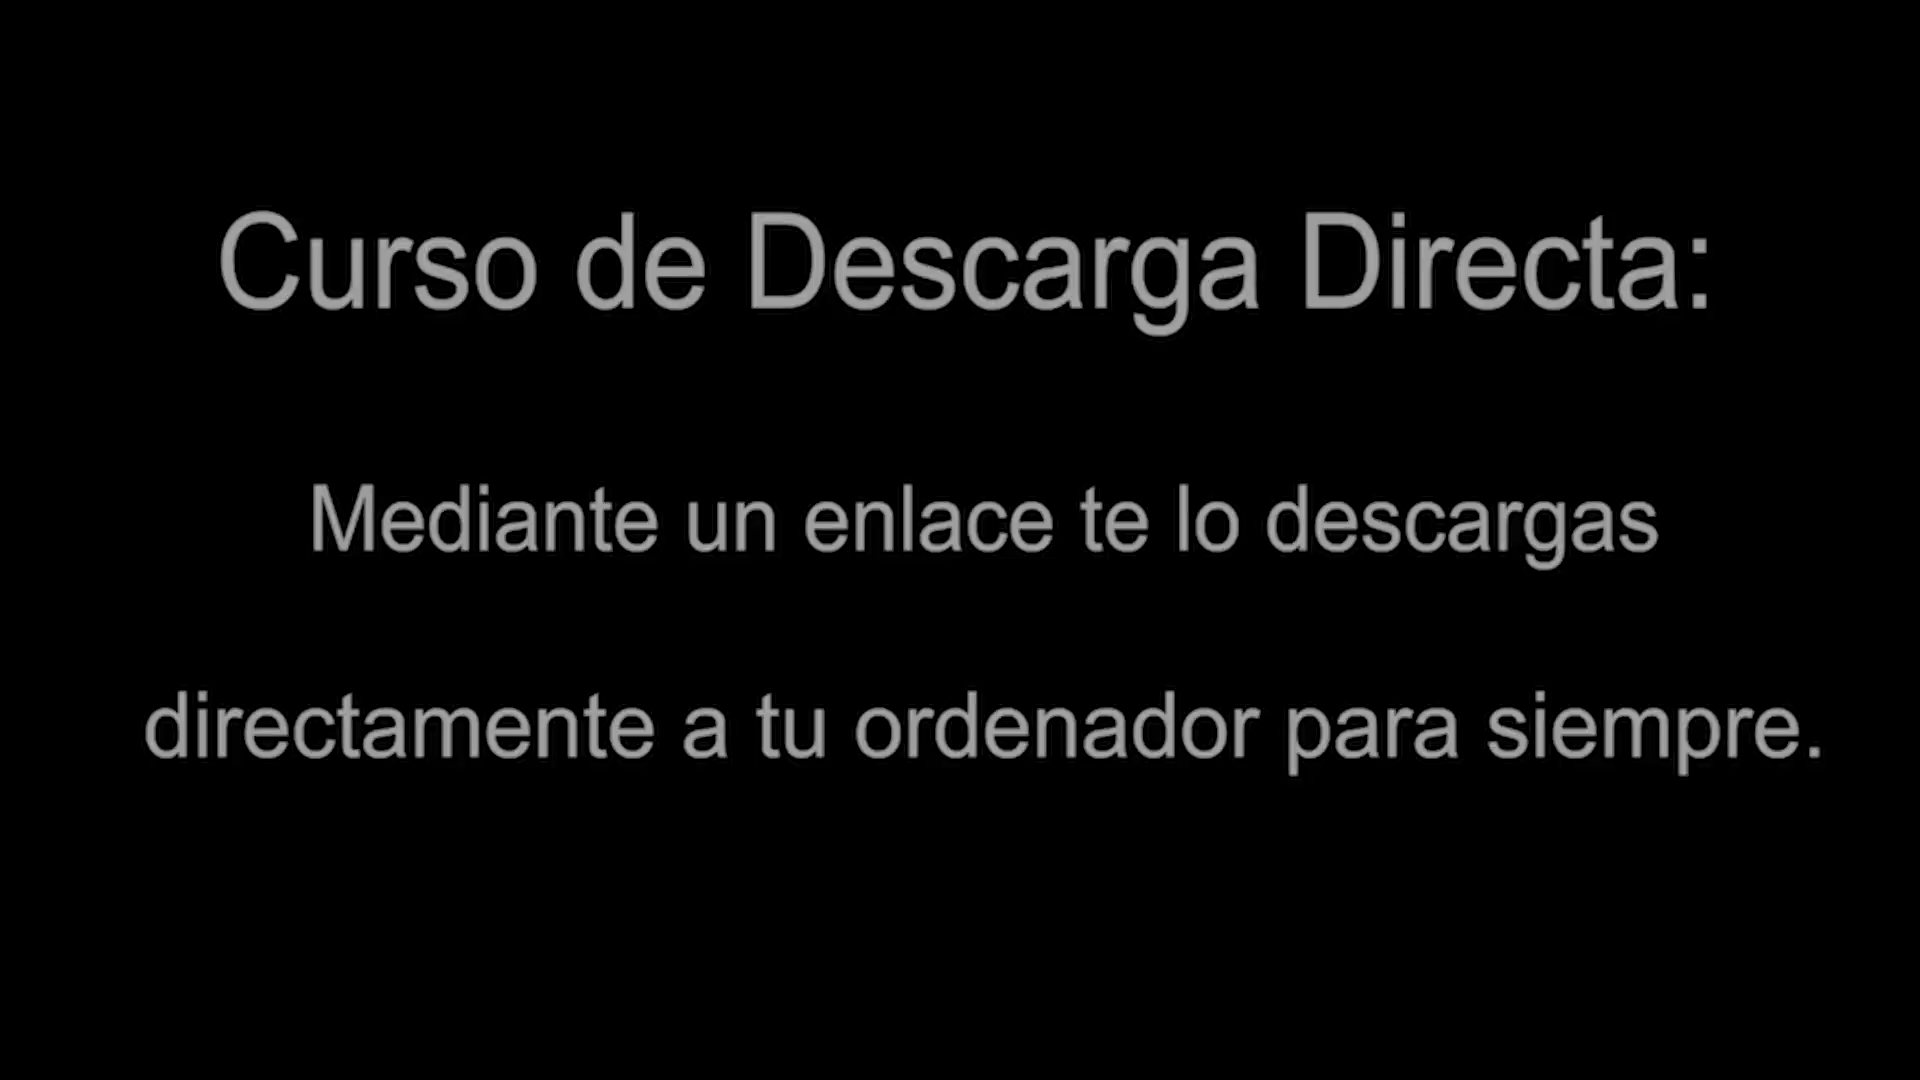 Curso de Descarga Directa:
Mediante un enlace te lo descargas
directamente a tu ordenador para siempre.